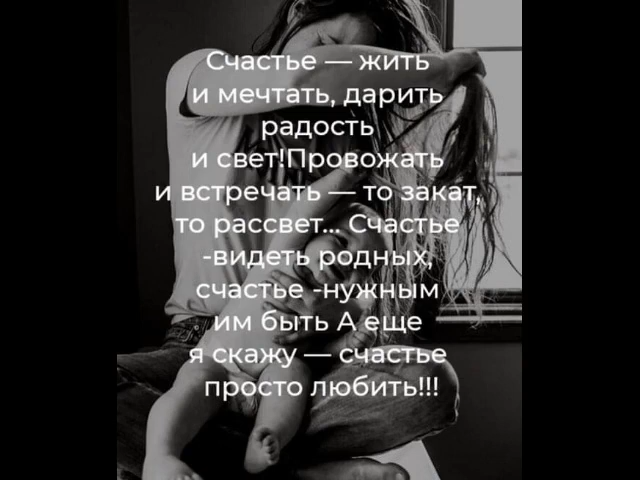 Счастье — жить
и мечтать, дарить
радость
и свет!Провожать
и встречать — то закат,
то рассвет... Счастье
-видеть родных,
счастье -нужным
им быть А еще
я скажу — счастье
просто любить!!!